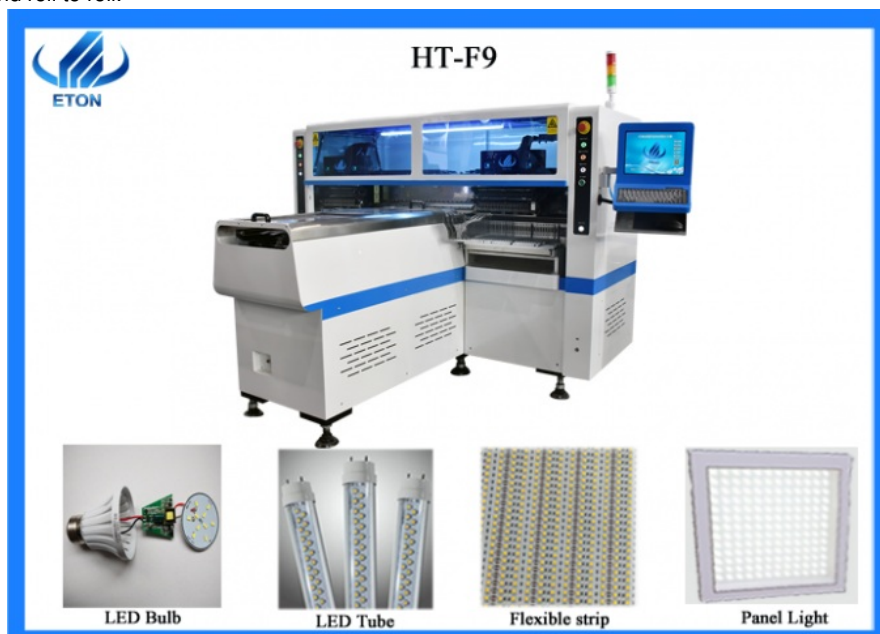 HT-F9
ETON
LED Bulb
LED Tube
Flexible strip
Panel Light